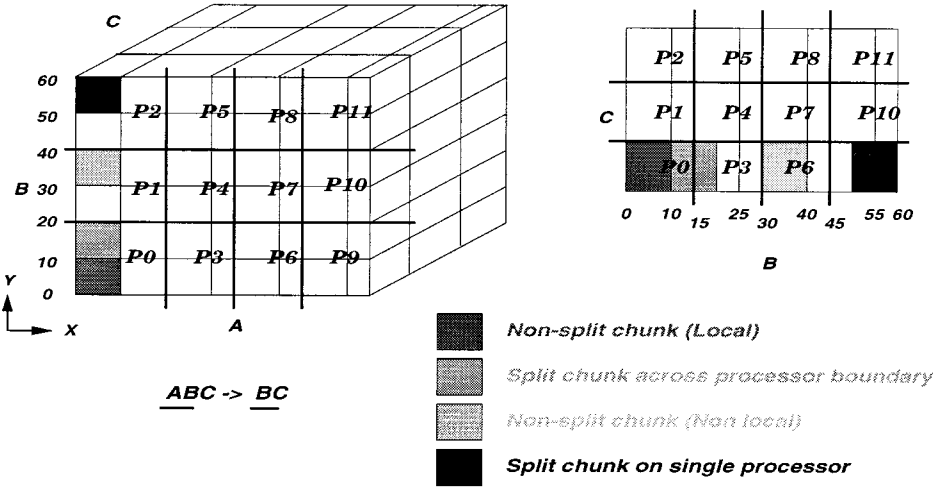 C
60
50
40
B 30
20
10
Y 0
X
A
P2 P5 P8 P11
P1 P4 P7 P10
P0 P3 P6 P9
ABC -> BC
P2 P5 P8 P11
C P1 P4 P7 P10
P0 P3 P6
0 10 15 25 30 40 45 55 60
B
Non-split chunk (Local)
Split chunk across processor boundary
Non-split chunk (Non local)
Split chunk on single processor